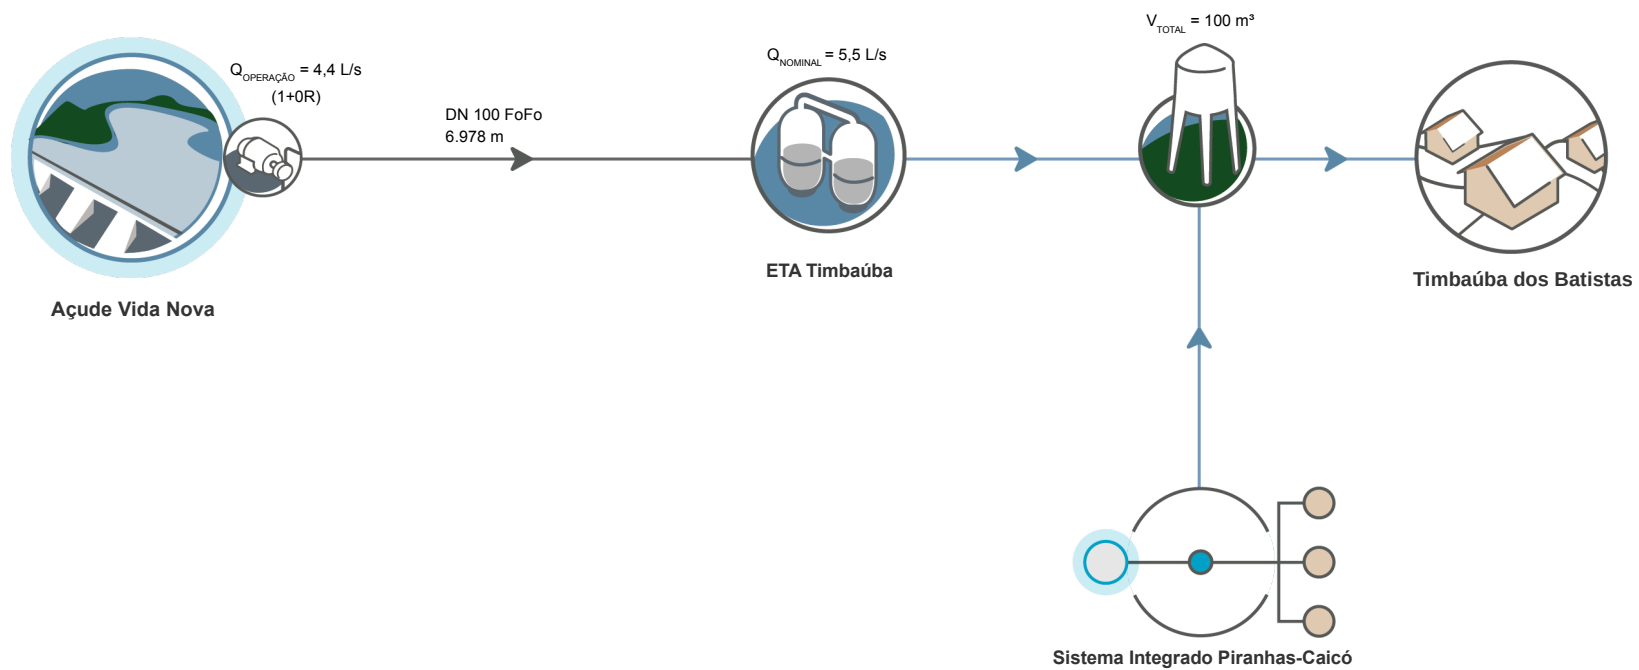 V_TOTAL = 100 m³
Q_NOMINAL = 5,5 L/s
Q_OPERAÇÃO = 4,4 L/s
(1+0R)
DN 100 FoFo
6.978 m
ETA Timbaúba
Timbaúba dos Batistas
Açude Vida Nova
Sistema Integrado Piranhas-Caicó